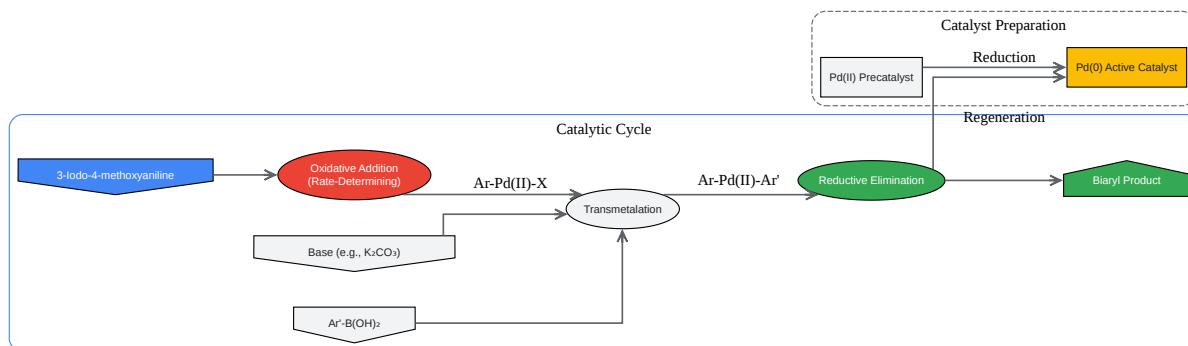 Catalyst Preparation
Pd(II) Precatalyst
Reduction
Pd(0) Active Catalyst
Regeneration
Catalytic Cycle
3-Iodo-4-methoxyaniline
Oxidative Addition
(Rate-Determining)
Ar-Pd(II)-X
Transmetalation
Ar-Pd(II)-Ar'
Reductive Elimination
Biaryl Product
Base (e.g., K₂CO₃)
Ar'-B(OH)₂